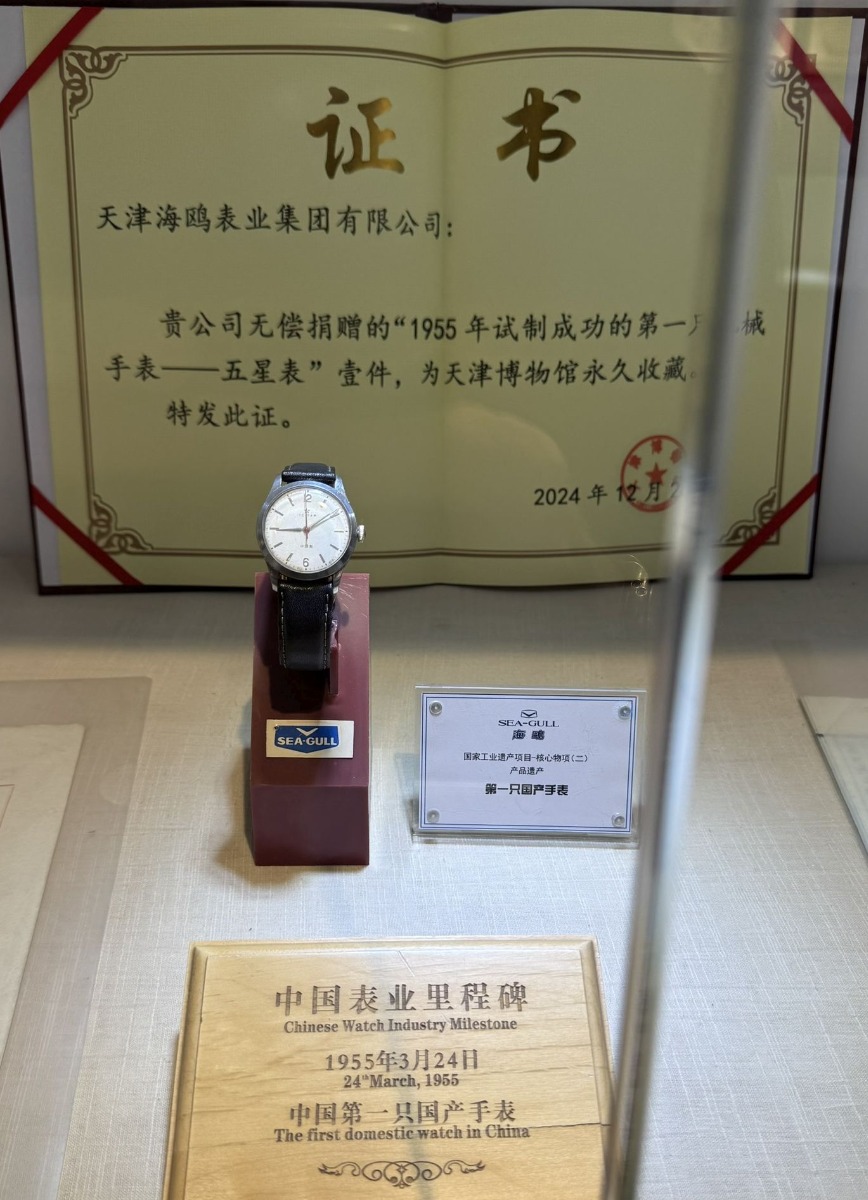 证书
天津海鸥表业集团有限公司:
贵公司无偿捐赠的“1955年试制成功的第一 械
手表——五星表”壹件，为天津博物馆永久收藏。
特发此证。
2024年12月
12
6
SEA-GULL
SEA-GULL
海鸥
国家工业遗产项目-核心物项(二)
产品遗产
第一只国产手表
中国表业里程碑
Chinese Watch Industry Milestone
1955年3月24日
24thMarch, 1955
中国第一只国产手表
The first domestic watch in China